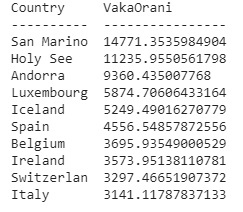 Country VakaOrani
---------- ----------------
San Marino 14771.3535984904
Holy See 11235.9550561798
Andorra 9360.435007768
Luxembourg 5874.70606433164
Iceland 5249.49016270779
Spain 4556.54857872556
Belgium 3695.93549000529
Ireland 3573.95138110781
Switzerlan 3297.46651907372
Italy 3141.11787837133